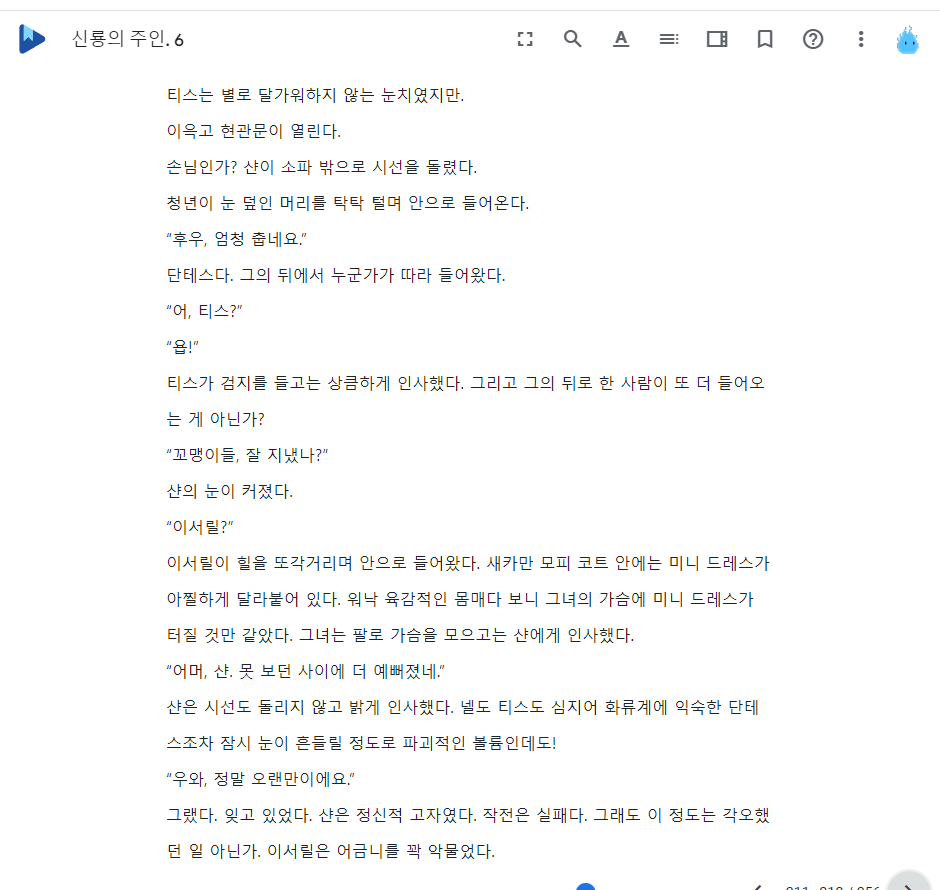 신룡의 주인. 6
티스는 별로 달가워하지 않는 눈치였지만.
이윽고 현관문이 열린다.
손님인가? 샨이 소파 밖으로 시선을 돌렸다.
청년이 눈 덮인 머리를 탁탁 털며 안으로 들어온다.
“후우, 엄청 춥네요.”
단테스다. 그의 뒤에서 누군가가 따라 들어왔다.
“어, 티스?”
“욥!”
티스가 검지를 들고는 상큼하게 인사했다. 그리고 그의 뒤로 한 사람이 또 더 들어오
는 게 아닌가?
“꼬맹이들, 잘 지냈나?”
샨의 눈이 커졌다.
“이서릴?”
이서릴이 힐을 또각거리며 안으로 들어왔다. 새카만 모피 코트 안에는 미니 드레스가
아찔하게 달라붙어 있다. 워낙 육감적인 몸매다 보니 그녀의 가슴에 미니 드레스가
터질 것만 같았다. 그녀는 팔로 가슴을 모으고는 샨에게 인사했다.
“어머, 샨. 못 보던 사이에 더 예뻐졌네.”
샨은 시선도 돌리지 않고 밝게 인사했다. 넬도 티스도 심지어 화류계에 익숙한 단테
스조차 잠시 눈이 흔들릴 정도로 파괴적인 볼륨인데도!
“우와, 정말 오랜만이에요.”
그랬다. 잊고 있었다. 샨은 정신적 고자였다. 작전은 실패다. 그래도 이 정도는 각오했
던 일 아닌가. 이서릴은 어금니를 꽉 악물었다.